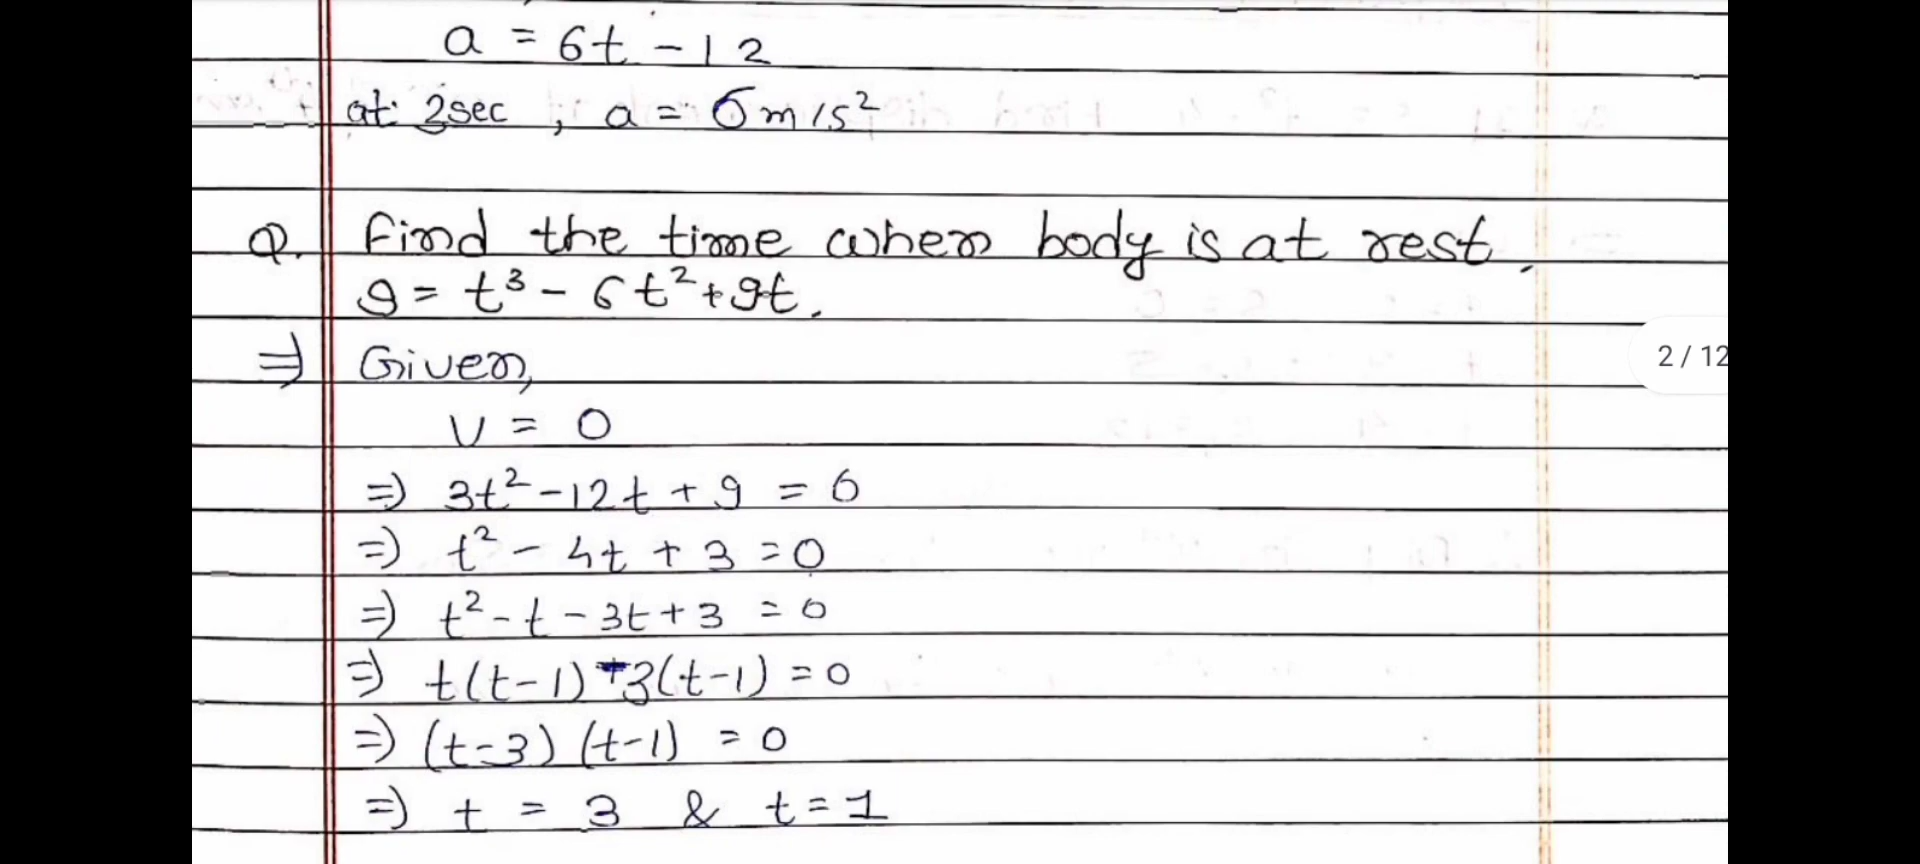 a = 6t - 12
at 3sec , a = 6 m/s²
Q. Find the time when body is at rest.
s = t³ - 6t² + 9t.
⇒ Given,
v = 0
⇒ 3t² - 12t + 9 = 0
⇒ t² - 4t + 3 = 0
⇒ t² - t - 3t + 3 = 0
⇒ t(t-1) - 3(t-1) = 0
⇒ (t-3) (t-1) = 0
⇒ t = 3 & t = 1
2 / 12